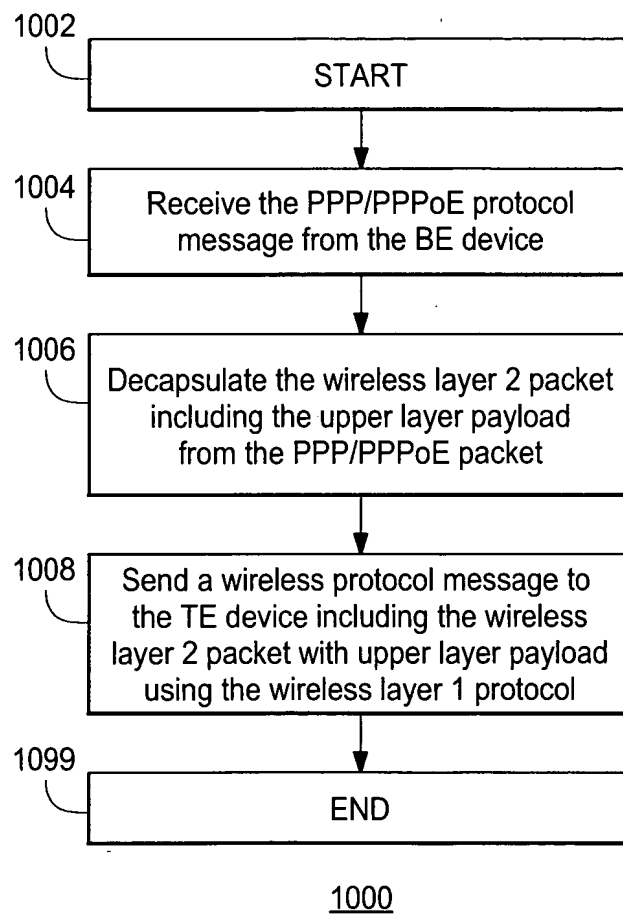 1002
START
1004
Receive the PPP/PPPoE protocol
message from the BE device
1006
Decapsulate the wireless layer 2 packet
including the upper layer payload
from the PPP/PPPoE packet
1008
Send a wireless protocol message to
the TE device including the wireless
layer 2 packet with upper layer payload
using the wireless layer 1 protocol
1099
END
1000